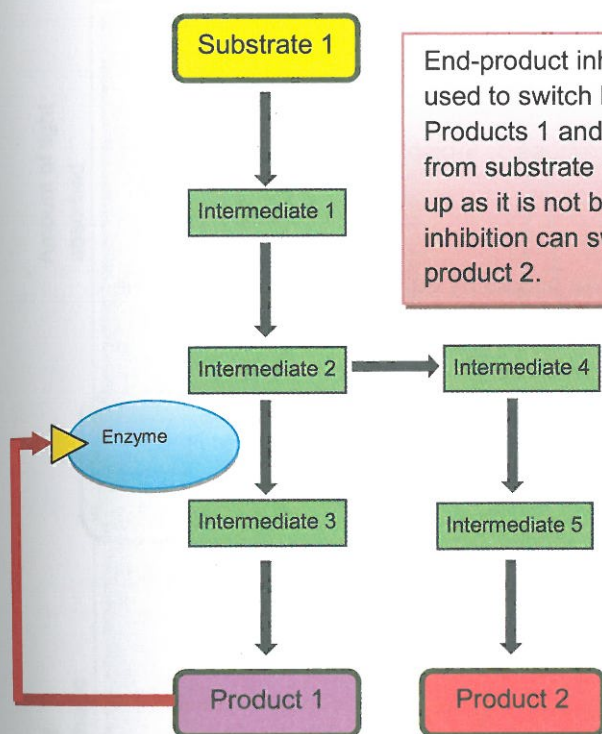 Substrate 1
End-product inh
used to switch
Products 1 and
from substrate
up as it is not b
inhibition can s
product 2.
Intermediate 1
Intermediate 2
Intermediate 4
Enzyme
Intermediate 3
Intermediate 5
Product 1
Product 2